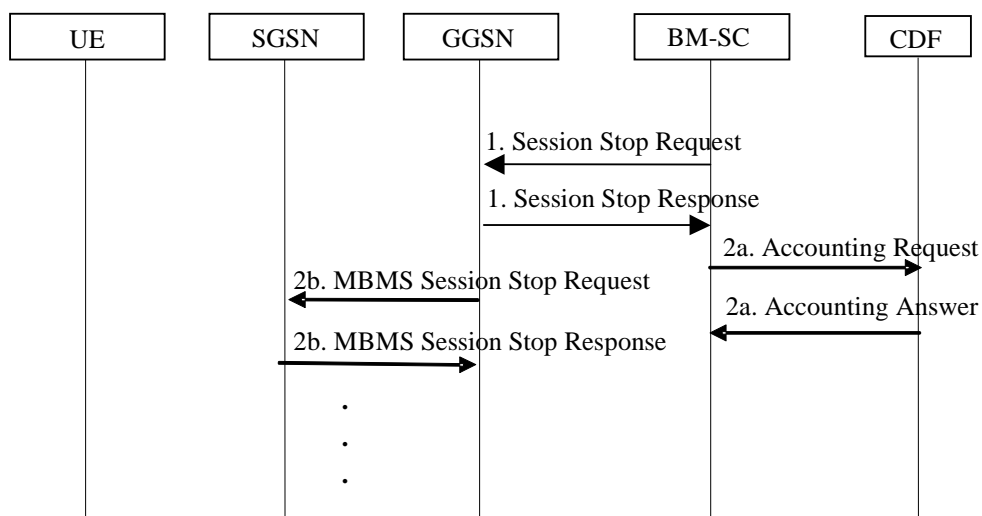 UE
SGSN
GGSN
BM-SC
CDF
1. Session Stop Request
1. Session Stop Response
2a. Accounting Request
2b. MBMS Session Stop Request
2a. Accounting Answer
2b. MBMS Session Stop Response
.
.
.